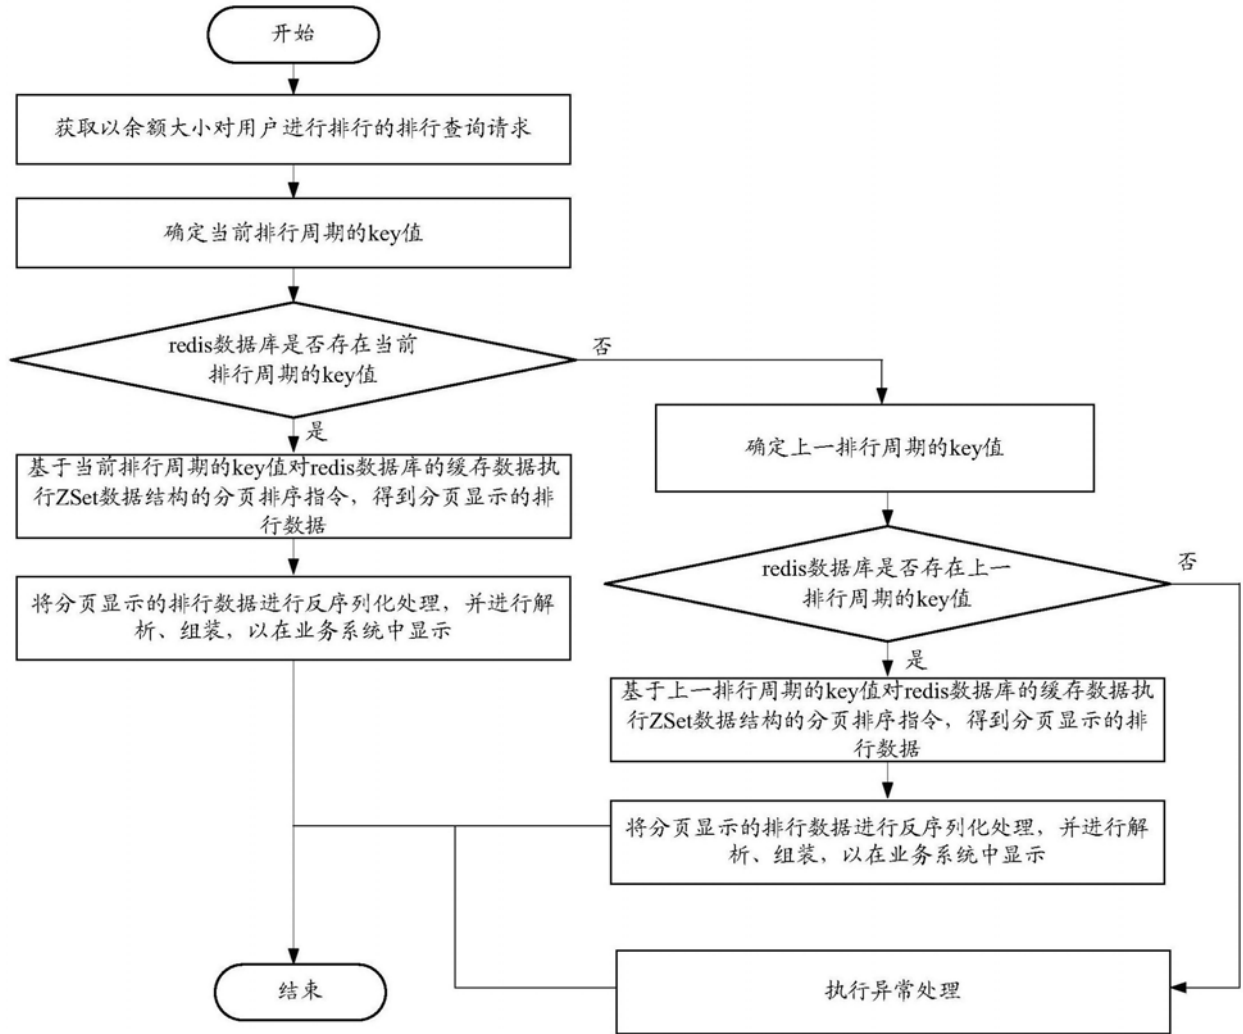 开始
获取以余额大小对用户进行排行的排行查询请求
确定当前排行周期的key值
redis数据库是否存在当前
排行周期的key值
否
是
基于当前排行周期的key值对redis数据库的缓存数据执
行ZSet数据结构的分页排序指令，得到分页显示的排
行数据
将分页显示的排行数据进行反序列化处理，并进行解
析、组装，以在业务系统中显示
确定上一排行周期的key值
redis数据库是否存在上一
排行周期的key值
否
是
基于上一排行周期的key值对redis数据库的缓存数据执
行ZSet数据结构的分页排序指令，得到分页显示的排
行数据
将分页显示的排行数据进行反序列化处理，并进行解
析、组装，以在业务系统中显示
执行异常处理
结束